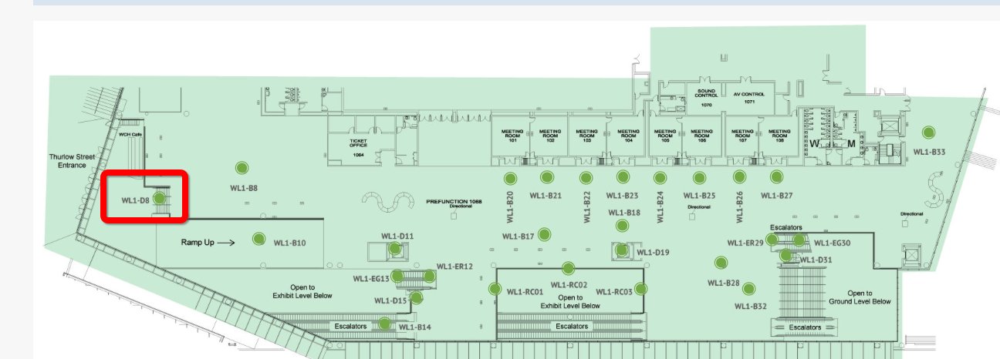 SOUND
CONTROL
1070
AV CONTROL
1071
WCH Cafe
TICKET
OFFICE
1064
MEETING
ROOM
101
MEETING
ROOM
102
MEETING
ROOM
103
MEETING
ROOM
104
MEETING
ROOM
105
MEETING
ROOM
106
MEETING
ROOM
107
MEETING
ROOM
108
W
M
Thurlow Street
Entrance
WL1-B33
WL1-B8
WL1-D8
WL1-B20
WL1-B21
WL1-B22
WL1-B23
WL1-B24
WL1-B25
WL1-B26
WL1-B27
PREFUNCTION 1068
Directional
WL1-B18
Directional
Directional
Ramp Up
WL1-B10
WL1-D11
WL1-B17
WL1-D19
Escalators
WL1-ER29
WL1-EG30
WL1-D31
WL1-ER12
WL1-EG13
WL1-D15
WL1-B14
Open to
Exhibit Level Below
Escalators
WL1-RC01
WL1-RC02
WL1-RC03
Open to
Exhibit Level Below
Escalators
WL1-B28
WL1-B32
Open to
Ground Level Below
Escalators